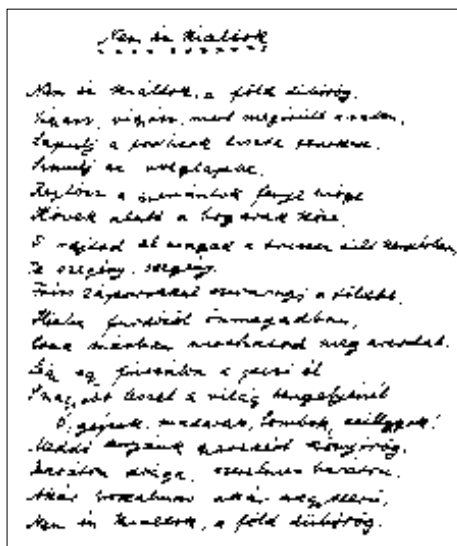 Nem én kiáltok
Nem én kiáltok, a föld dübörög.
Vigyázz, vigyázz, mert megőrült a sátán,
Lapulj a források tiszta fenekére.
Simulj az üveglapba.
Rejtőzz a gyémántok fénye mögé
Kövek alatt a bogarak közé.
Ó rejtsd el magad a frissen sült kenyérben,
Te szegény, szegény.
Friss záporokkal szivárogj a földbe.
Hiába fürösztöd önmagadban,
Csak másban moshatod meg arcodat.
Légy egy fűszálon a pici él
S nagyobb leszel a világ tengelyénél
Ó, gépek, madarak, lombok, csillagok!
Meddő anyánk gyerekért könyörög.
Barátom drága, szerelmes barátom.
Akár borzalmas akár nagyszerű,
Nem én kiáltok, a föld dübörög.